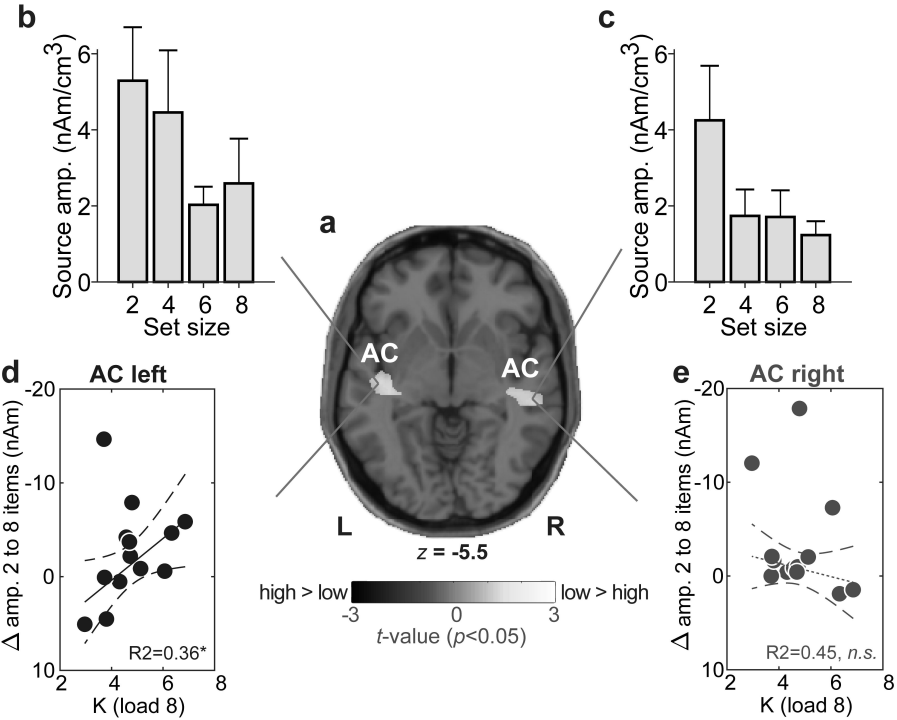 b
Source amp. (nAm/cm3)
6
4
2
0
2 4 6 8
Set size
c
Source amp. (nAm/cm3)
6
4
2
0
2 4 6 8
Set size
a
AC AC
L R
z = -5.5
high > low low > high
-3 0 3
t-value (p<0.05)
d
AC left
Δ amp. 2 to 8 items (nAm)
-20
-10
0
10
R2=0.36*
2 4 6 8
K (load 8)
e
AC right
Δ amp. 2 to 8 items (nAm)
-20
-10
0
10
R2=0.45, n.s.
2 4 6 8
K (load 8)